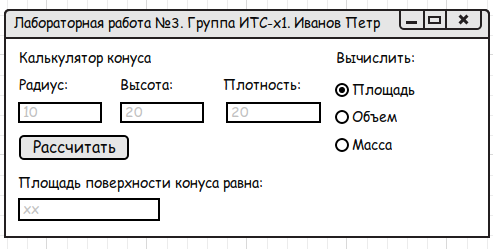 Лабораторная работа №3. Группа ИТС-х1. Иванов Петр
Калькулятор конуса
Вычислить:
Радиус: Высота: Плотность:
10 20 20
Площадь
Объем
Рассчитать
Масса
Площадь поверхности конуса равна:
xx